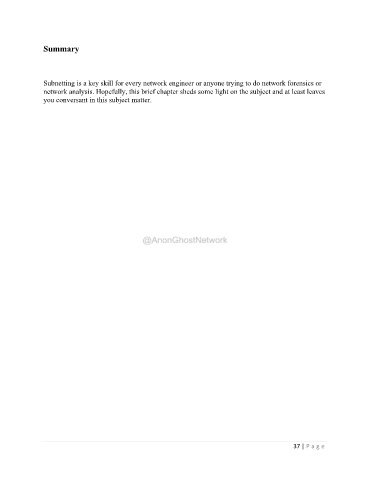 Summary
Subnetting is a key skill for every network engineer or anyone trying to do network forensics or
network analysis. Hopefully, this brief chapter sheds some light on the subject and at least leaves
you conversant in this subject matter.
@AnonGhostNetwork
37 | P a g e